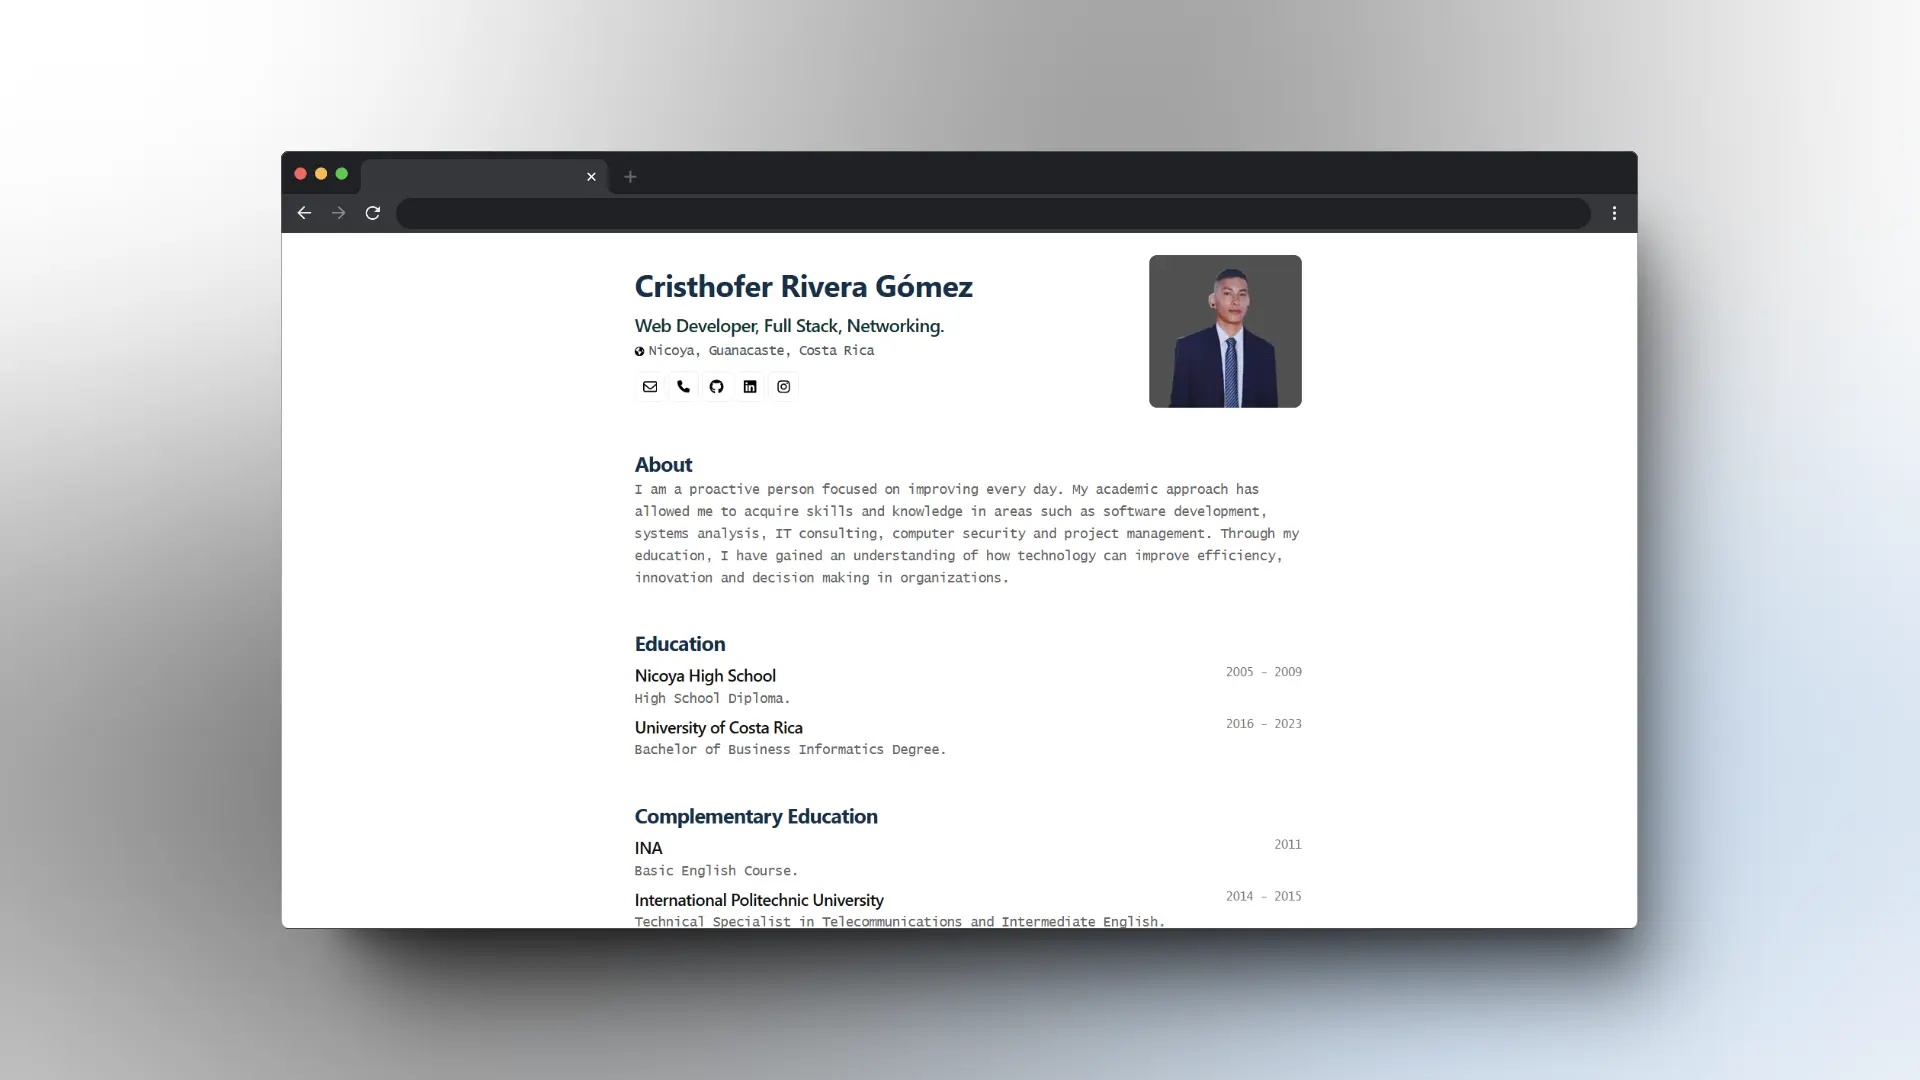 Cristhofer Rivera Gómez
Web Developer, Full Stack, Networking.
Nicoya, Guanacaste, Costa Rica
About
I am a proactive person focused on improving every day. My academic approach has
allowed me to acquire skills and knowledge in areas such as software development,
systems analysis, IT consulting, computer security and project management. Through my
education, I have gained an understanding of how technology can improve efficiency,
innovation and decision making in organizations.
Education
Nicoya High School 2005 - 2009
High School Diploma.
University of Costa Rica 2016 - 2023
Bachelor of Business Informatics Degree.
Complementary Education
INA 2011
Basic English Course.
International Politechnic University 2014 - 2015
Technical Specialist in Telecommunications and Intermediate English.